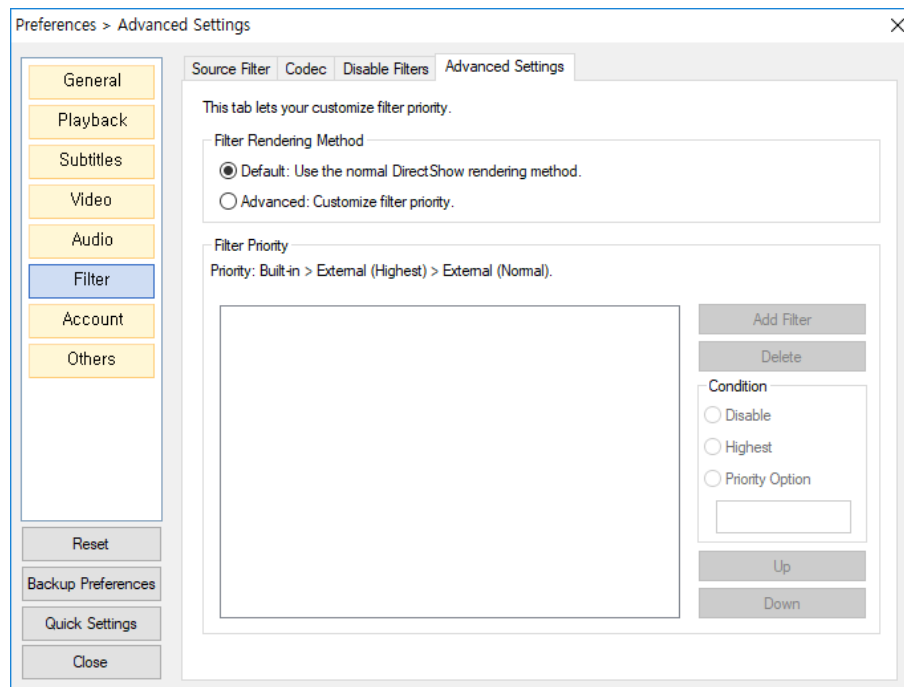 Preferences > Advanced Settings
General
Playback
Subtitles
Video
Audio
Filter
Account
Others
Reset
Backup Preferences
Quick Settings
Close
Source Filter Codec Disable Filters Advanced Settings
This tab lets your customize filter priority.
Filter Rendering Method
Default: Use the normal DirectShow rendering method.
Advanced: Customize filter priority.
Filter Priority
Priority: Built-in > External (Highest) > External (Normal).
Add Filter
Delete
Condition
Disable
Highest
Priority Option
Up
Down